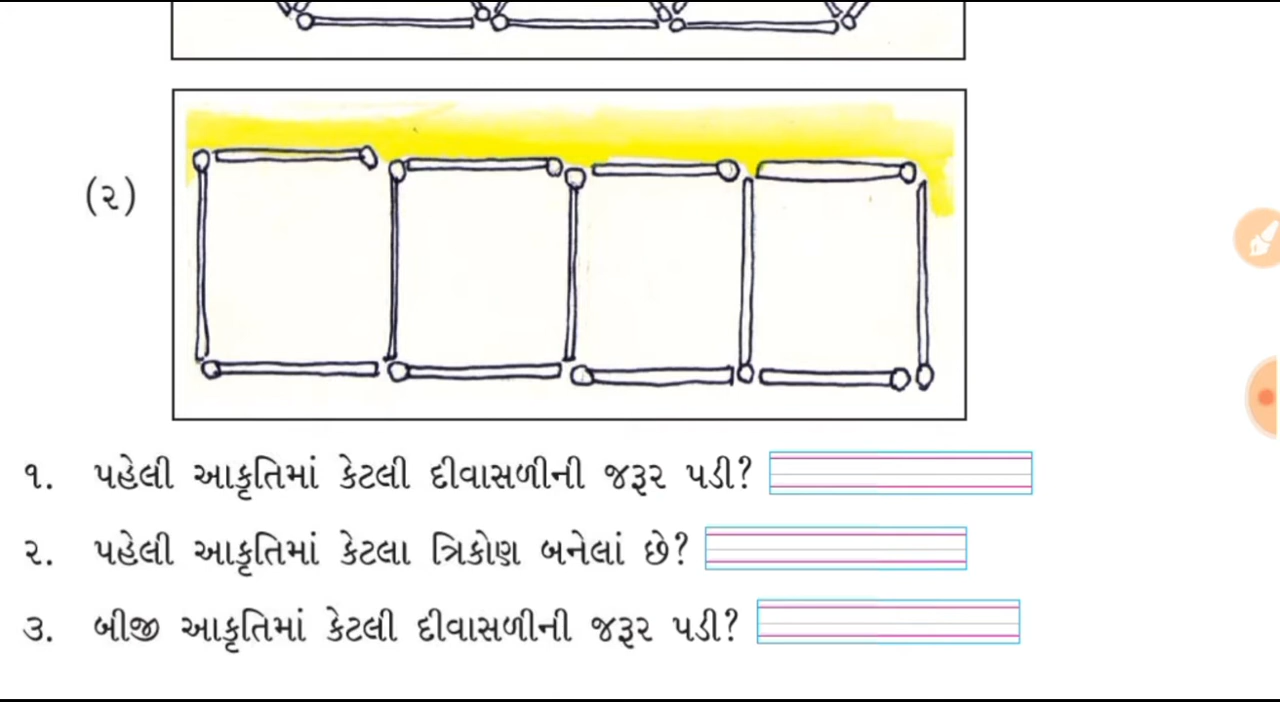 (૨)
૧. પહેલી આકૃતિમાં કેટલી દીવાસળીની જરૂર પડી?
૨. પહેલી આકૃતિમાં કેટલા ત્રિકોણ બનેલાં છે?
૩. બીજી આકૃતિમાં કેટલી દીવાસળીની જરૂર પડી?